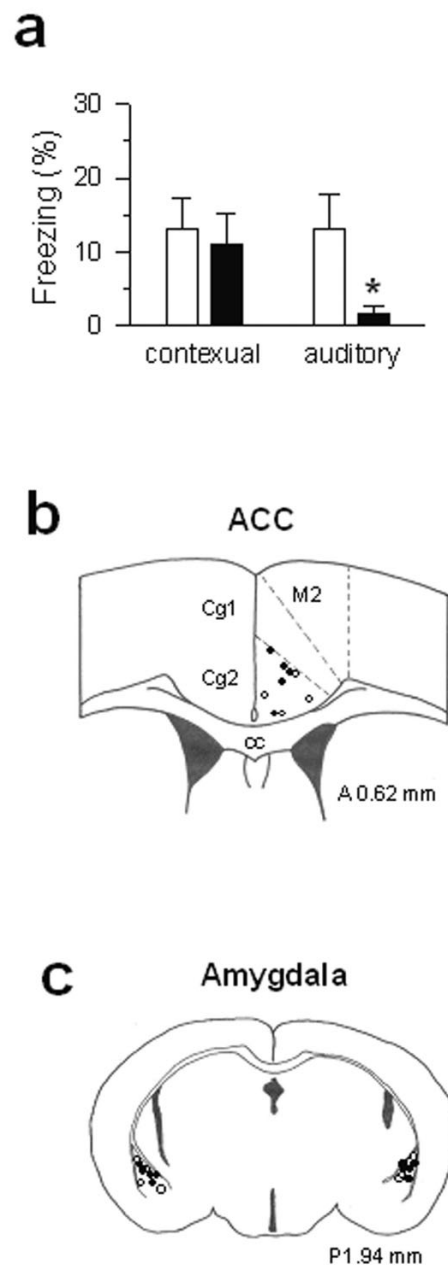 a
30
20
10
0
Freezing (%)
*
contexual auditory
b
ACC
Cg1 M2
Cg2
cc
A 0.62 mm
c
Amygdala
P1.94 mm